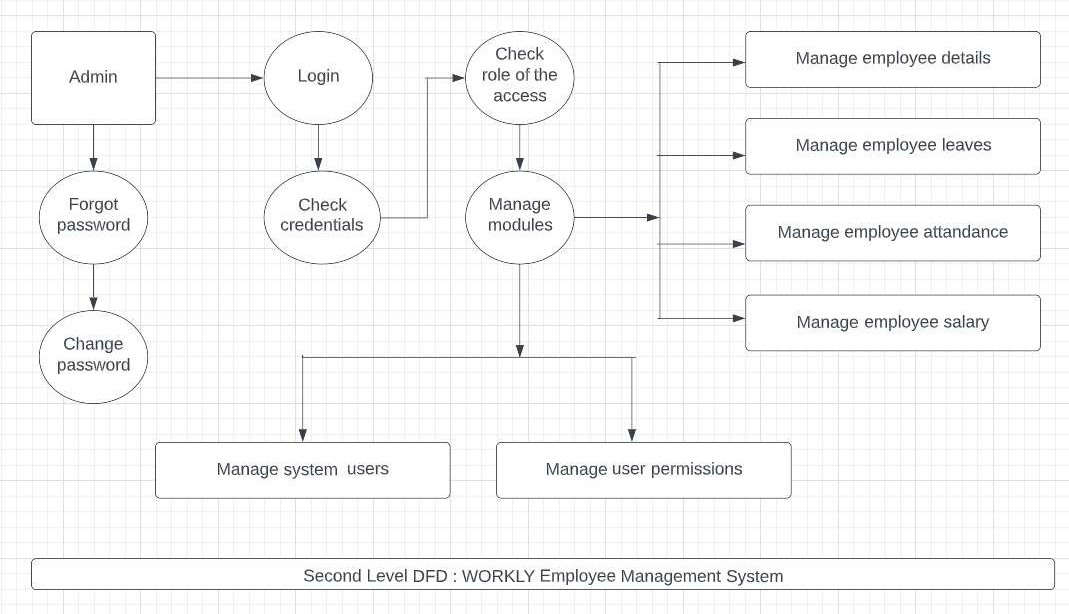 Admin
Login
Check
role of the
access
Manage employee details
Manage employee leaves
Forgot
password
Check
credentials
Manage
modules
Manage employee attandance
Manage employee salary
Change
password
Manage system users
Manage user permissions
Second Level DFD : WORKLY Employee Management System